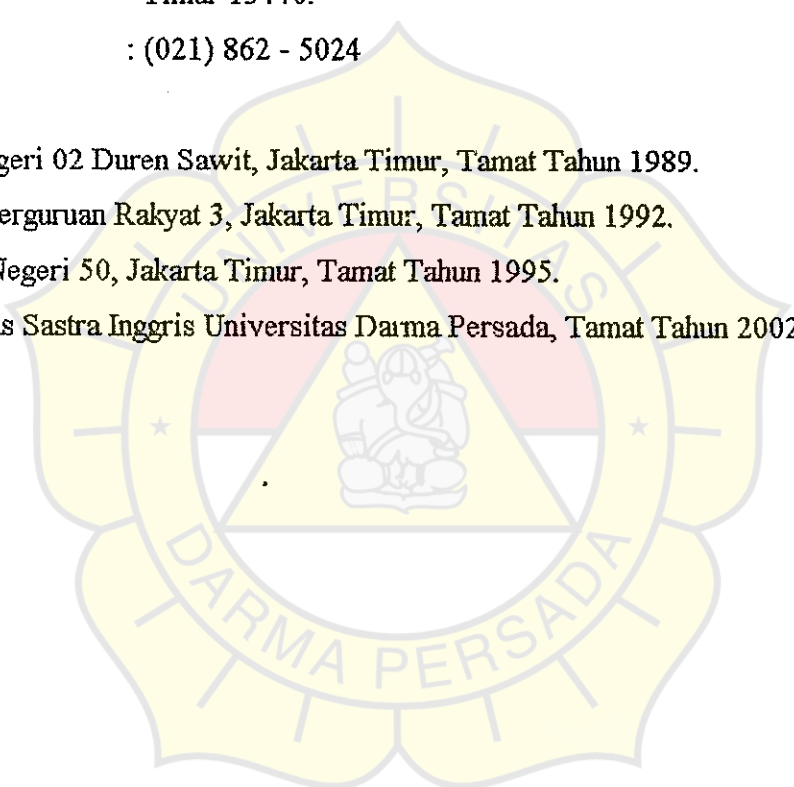 : (021) 862 - 5024
geri 02 Duren Sawit, Jakarta Timur, Tamat Tahun 1989.
erguruan Rakyat 3, Jakarta Timur, Tamat Tahun 1992.
Negeri 50, Jakarta Timur, Tamat Tahun 1995.
s Sastra Inggris Universitas Darma Persada, Tamat Tahun 2002
UNIVERSITAS
DARMA PERSADA